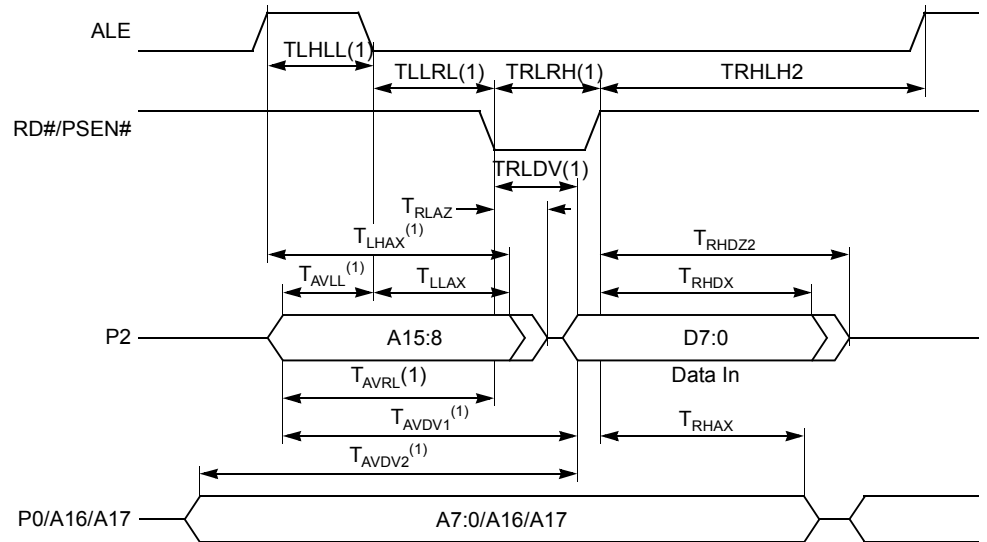 ALE
TLHLL(1)
TLLRL(1) TRLRH(1) TRHLH2
RD#/PSEN#
TRLDV(1)
TRLAZ
TLHAX(1) TRHDZ2
TAVLL(1) TLLAX TRHDX
P2 A15:8 D7:0
Data In
TAVRL(1)
TAVDV1(1) TRHAX
TAVDV2(1)
P0/A16/A17 A7:0/A16/A17